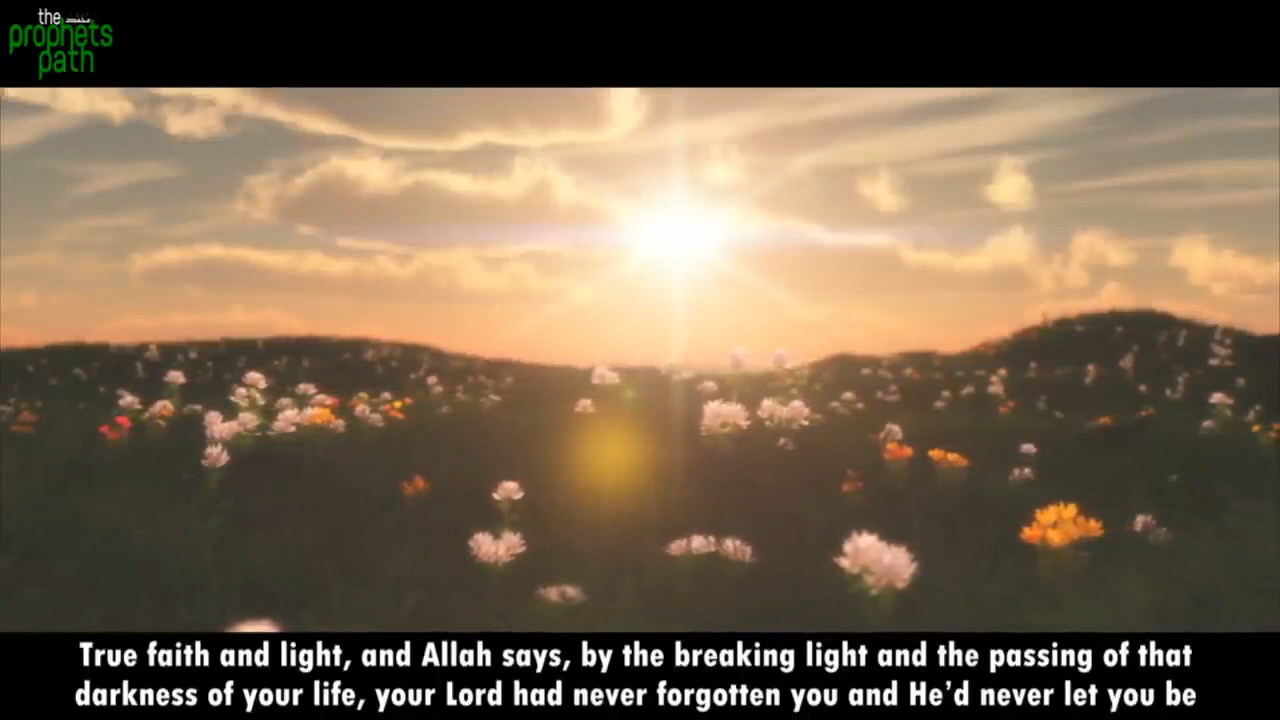 the
prophets
path
True faith and light, and Allah says, by the breaking light and the passing of that
darkness of your life, your Lord had never forgotten you and He’d never let you be